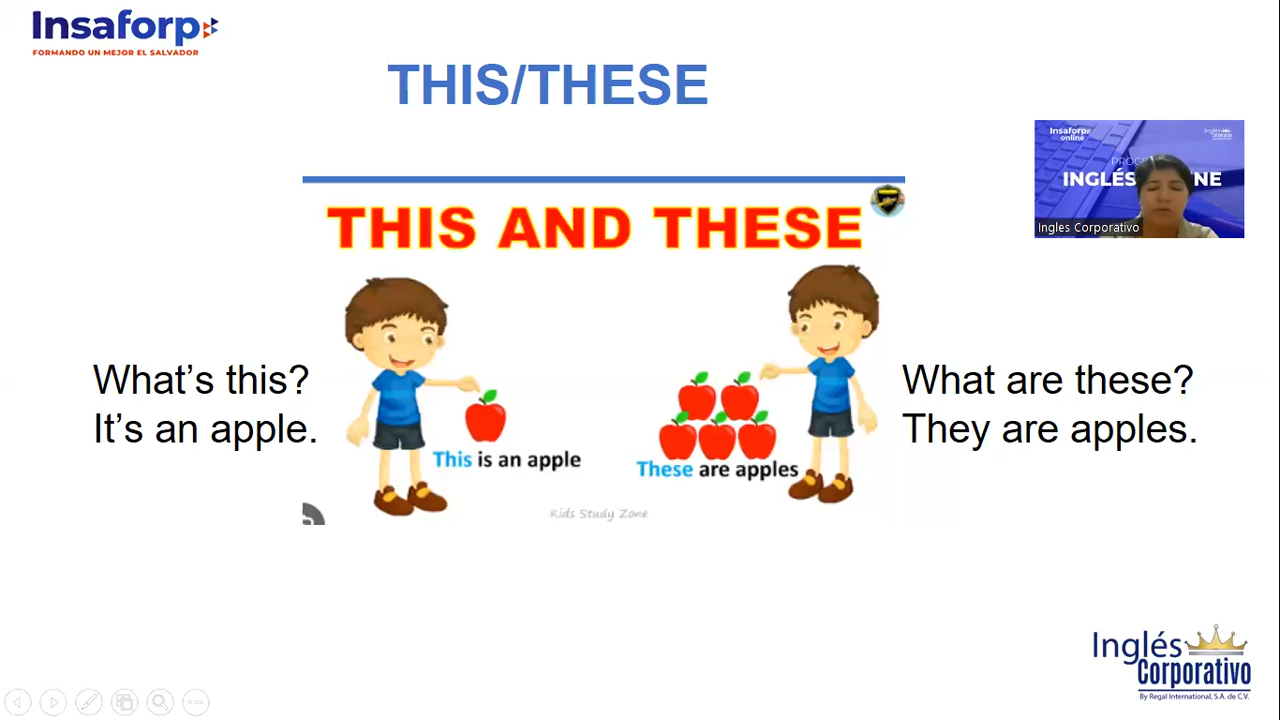 Insaforp
FORMANDO UN MEJOR EL SALVADOR
THIS/THESE
Insaforp
online
INGLÉS
NE
Ingles Corporativo
THIS AND THESE
What's this?
It's an apple.
This is an apple
These are apples
What are these?
They are apples.
Kids Study Zone
Inglés
Corporativo
By Regal International, S.A. de C.V.